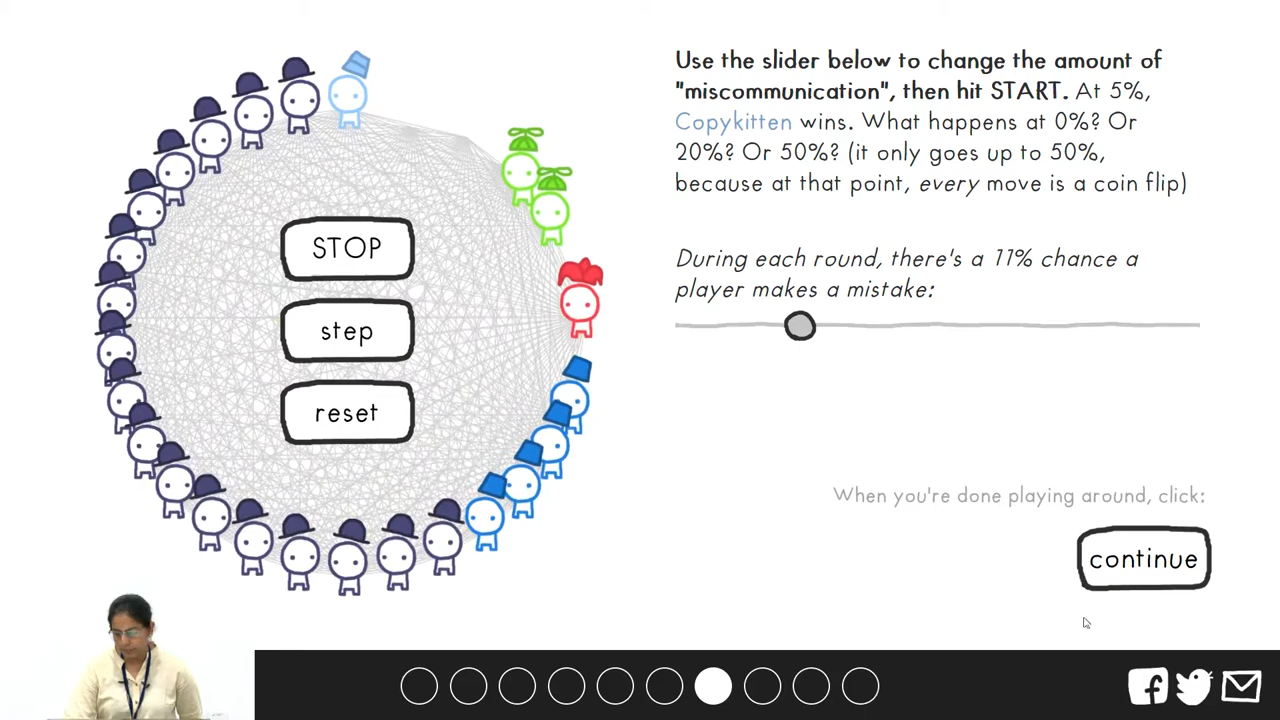 Use the slider below to change the amount of
"miscommunication", then hit START. At 5%,
Copykitten wins. What happens at 0%? Or
20%? Or 50%? (it only goes up to 50%,
because at that point, every move is a coin flip)
During each round, there's a 11% chance a
player makes a mistake:
STOP
step
reset
When you're done playing around, click:
continue